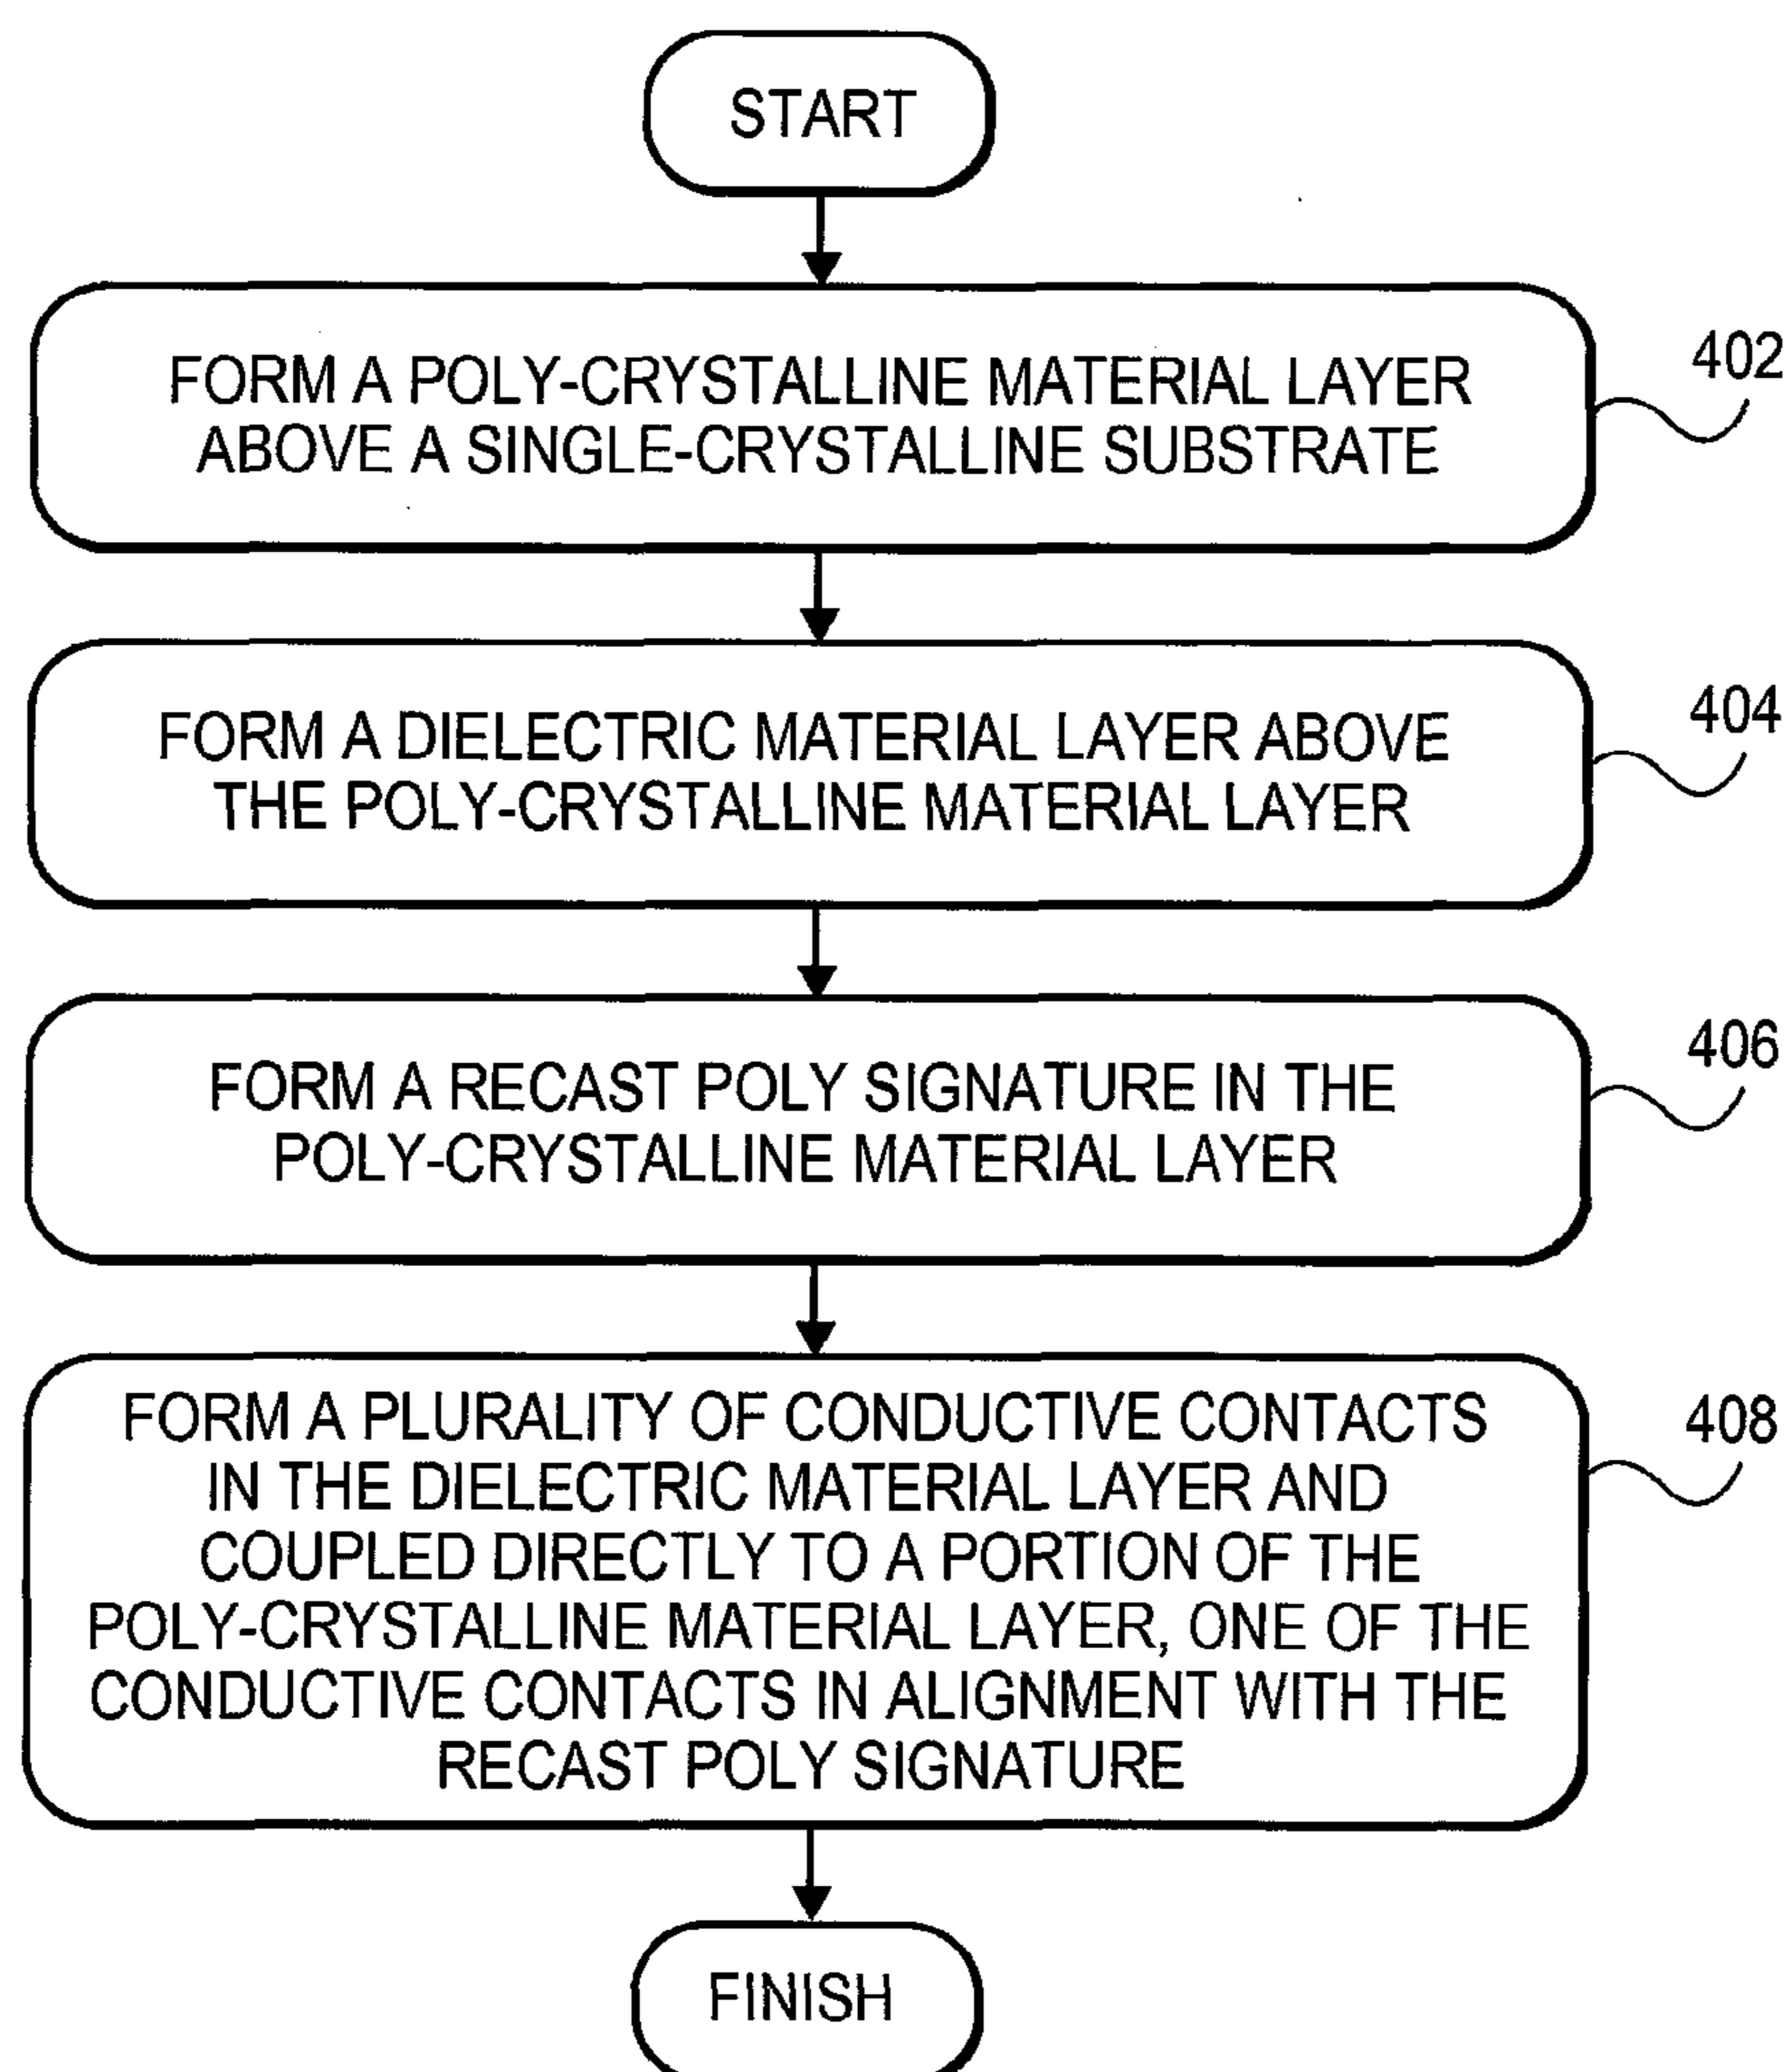 START
FORM A POLY-CRYSTALLINE MATERIAL LAYER
ABOVE A SINGLE-CRYSTALLINE SUBSTRATE
402
FORM A DIELECTRIC MATERIAL LAYER ABOVE
THE POLY-CRYSTALLINE MATERIAL LAYER
404
FORM A RECAST POLY SIGNATURE IN THE
POLY-CRYSTALLINE MATERIAL LAYER
406
FORM A PLURALITY OF CONDUCTIVE CONTACTS
IN THE DIELECTRIC MATERIAL LAYER AND
COUPLED DIRECTLY TO A PORTION OF THE
POLY-CRYSTALLINE MATERIAL LAYER, ONE OF THE
CONDUCTIVE CONTACTS IN ALIGNMENT WITH THE
RECAST POLY SIGNATURE
408
FINISH